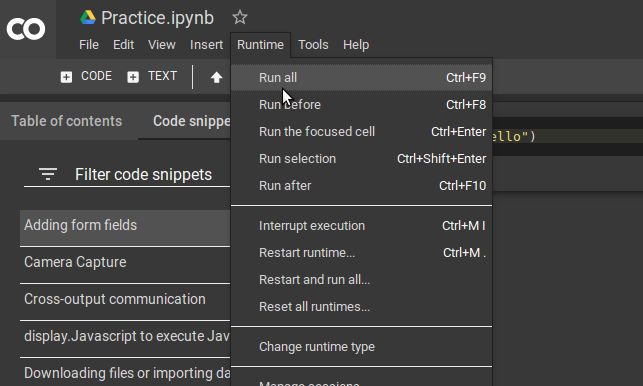 CO
Practice.ipynb
File Edit View Insert Runtime Tools Help
CODE TEXT
Table of contents
Code snippe
Filter code snippets
Adding form fields
Camera Capture
Cross-output communication
display.Javascript to execute Jav
Downloading files or importing da
Run all Ctrl+F9
Run before Ctrl+F8
Run the focused cell Ctrl+Enter
Run selection Ctrl+Shift+Enter
Run after Ctrl+F10
Interrupt execution Ctrl+M I
Restart runtime... Ctrl+M .
Restart and run all...
Reset all runtimes...
Change runtime type
Manage sessions
ello")